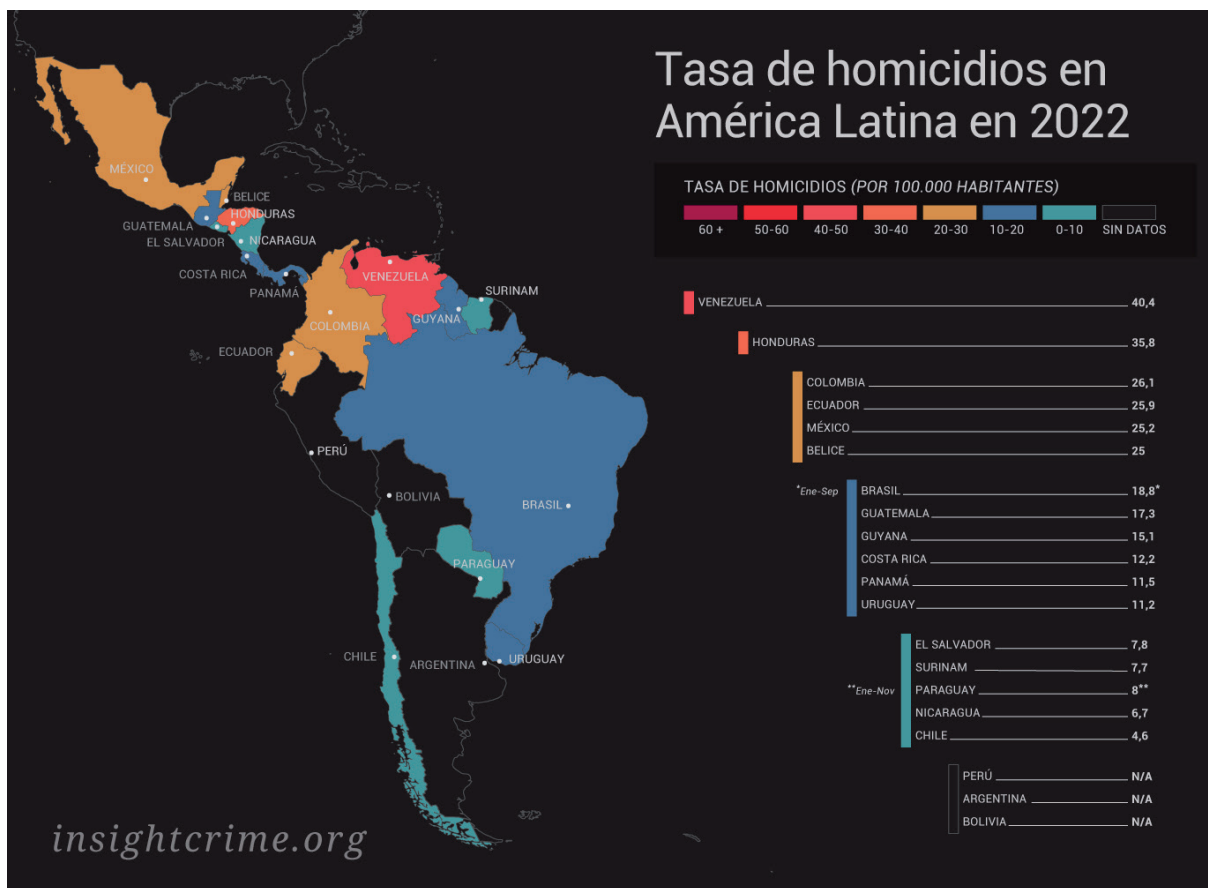 Tasa de homicidios en
América Latina en 2022
TASA DE HOMICIDIOS (POR 100.000 HABITANTES)
60 + 50-60 40-50 30-40 20-30 10-20 0-10 SIN DATOS
MÉXICO
BELICE
HONDURAS
GUATEMALA
EL SALVADOR
NICARAGUA
COSTA RICA
PANAMÁ
VENEZUELA
SURINAM
GUYANA
COLOMBIA
ECUADOR
PERÚ
BOLIVIA
BRASIL
PARAGUAY
CHILE
ARGENTINA
URUGUAY
VENEZUELA 40,4
HONDURAS 35,8
COLOMBIA 26,1
ECUADOR 25,9
MÉXICO 25,2
BELICE 25
*Ene-Sep BRASIL 18,8*
GUATEMALA 17,3
GUYANA 15,1
COSTA RICA 12,2
PANAMÁ 11,5
URUGUAY 11,2
EL SALVADOR 7,8
SURINAM 7,7
**Ene-Nov PARAGUAY 8**
NICARAGUA 6,7
CHILE 4,6
PERÚ N/A
ARGENTINA N/A
BOLIVIA N/A
insightcrime.org